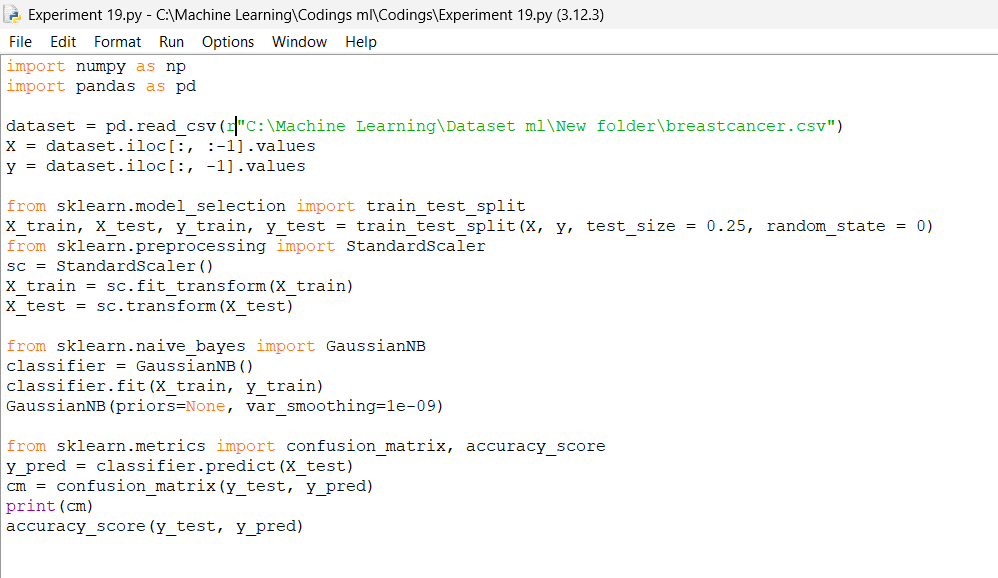 Experiment 19.py - C:\Machine Learning\Codings ml\Codings\Experiment 19.py (3.12.3)
File Edit Format Run Options Window Help
import numpy as np
import pandas as pd
dataset = pd.read_csv(r"C:\Machine Learning\Dataset ml\New folder\breastcancer.csv")
X = dataset.iloc[:, :-1].values
y = dataset.iloc[:, -1].values
from sklearn.model_selection import train_test_split
X_train, X_test, y_train, y_test = train_test_split(X, y, test_size = 0.25, random_state = 0)
from sklearn.preprocessing import StandardScaler
sc = StandardScaler()
X_train = sc.fit_transform(X_train)
X_test = sc.transform(X_test)
from sklearn.naive_bayes import GaussianNB
classifier = GaussianNB()
classifier.fit(X_train, y_train)
GaussianNB(priors=None, var_smoothing=1e-09)
from sklearn.metrics import confusion_matrix, accuracy_score
y_pred = classifier.predict(X_test)
cm = confusion_matrix(y_test, y_pred)
print(cm)
accuracy_score(y_test, y_pred)